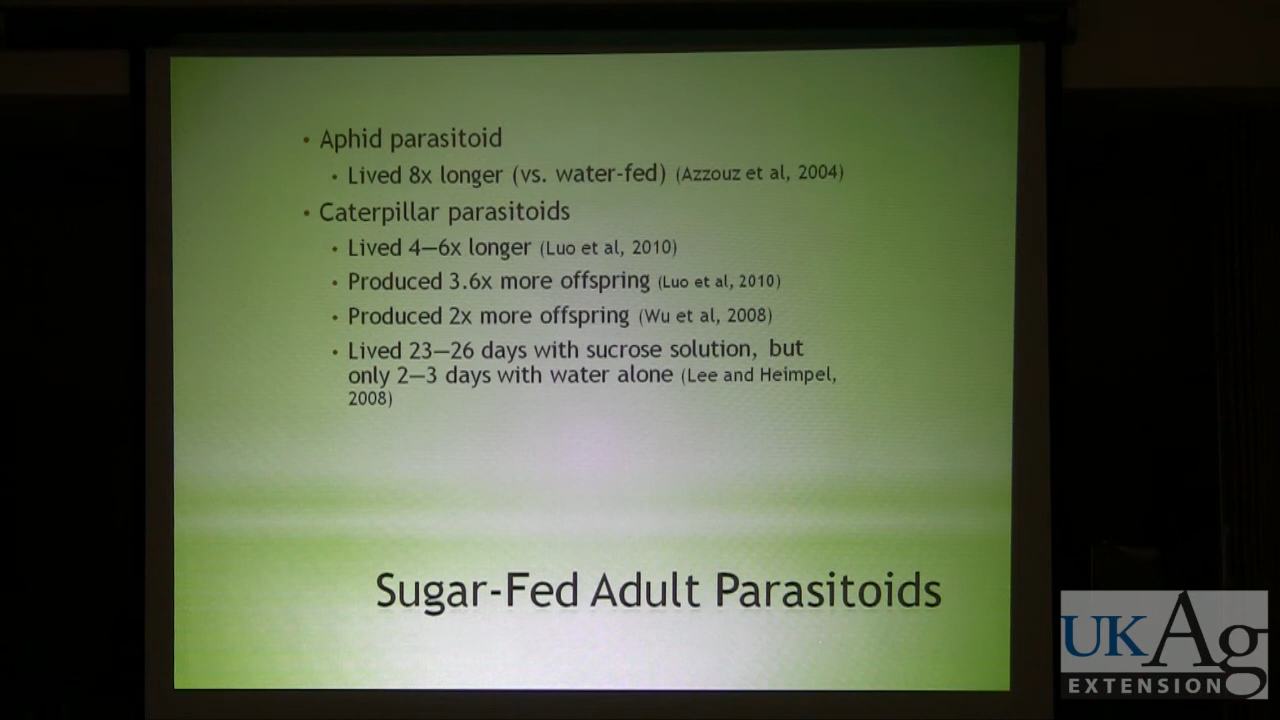 • Aphid parasitoid
• Lived 8x longer (vs. water-fed) (Azzouz et al, 2004)
• Caterpillar parasitoids
• Lived 4—6x longer (Luo et al, 2010)
• Produced 3.6x more offspring (Luo et al, 2010)
• Produced 2x more offspring (Wu et al, 2008)
• Lived 23—26 days with sucrose solution, but
only 2—3 days with water alone (Lee and Heimpel,
2008)
Sugar-Fed Adult Parasitoids
UKAg
EXTENSION